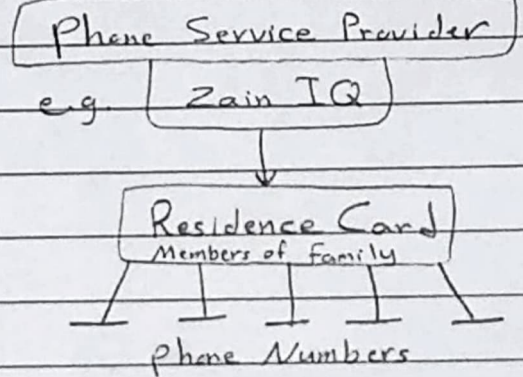 Phone Service Provider
e.g. Zain IQ
Residence Card
Members of family
Phone Numbers